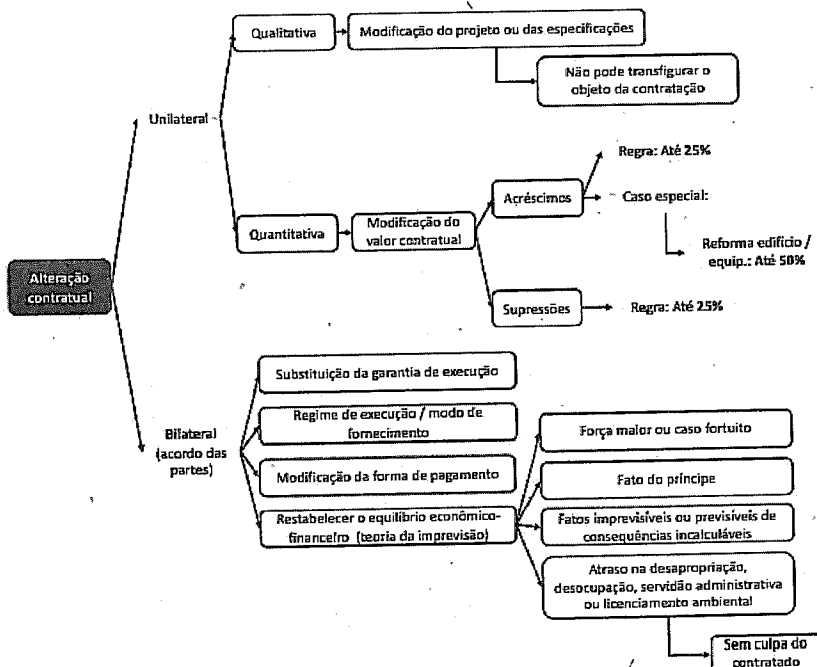 Qualitativa
Modificação do projeto ou das especificações
Não pode transfigurar o
objeto da contratação
Unilateral
Regra: Até 25%
Acréscimos
Caso especial:
Quantitativa
Modificação do
valor contratual
Reforma edifício /
equip.: Até 50%
Alteração
contratual
Supressões
Regra: Até 25%
Substituição da garantia de execução
Bilateral
(acordo das
partes)
Regime de execução / modo de
fornecimento
Força maior ou caso fortuito
Modificação da forma de pagamento
Fato do príncipe
Restabelecer o equilíbrio econômico-
financeiro (teoria da imprevisão)
Fatos imprevisíveis ou previsíveis de
consequências incalculáveis
Atraso na desapropriação,
desocupação, servidão administrativa
ou licenciamento ambiental
Sem culpa do
contratado